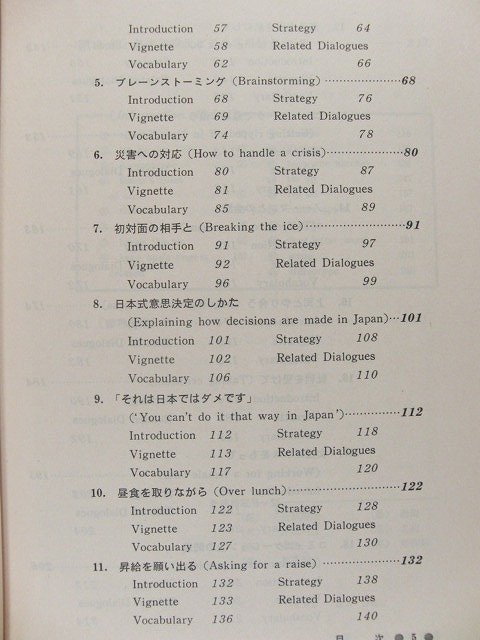 Introduction 57 Strategy 64
Vignette 58 Related Dialogues
Vocabulary 62 66
5. ブレーンストーミング (Brainstorming)……………………68
Introduction 68 Strategy 76
Vignette 69 Related Dialogues
Vocabulary 74 78
6. 災害への対応 (How to handle a crisis)……………………80
Introduction 80 Strategy 87
Vignette 81 Related Dialogues
Vocabulary 85 89
7. 初対面の相手と (Breaking the ice)……………………………91
Introduction 91 Strategy 97
Vignette 92 Related Dialogues
Vocabulary 96 99
8. 日本式意思決定のしかた
(Explaining how decisions are made in Japan)…101
Introduction 101 Strategy 108
Vignette 102 Related Dialogues
Vocabulary 106 110
9. 「それは日本ではダメです」
(‘You can't do it that way in Japan’)……………112
Introduction 112 Strategy 118
Vignette 113 Related Dialogues
Vocabulary 117 120
10. 昼食を取りながら (Over lunch)…………………………122
Introduction 122 Strategy 128
Vignette 123 Related Dialogues
Vocabulary 127 130
11. 昇給を願い出る (Asking for a raise)……………………132
Introduction 132 Strategy 138
Vignette 133 Related Dialogues
Vocabulary 136 140
目 次 ●5●